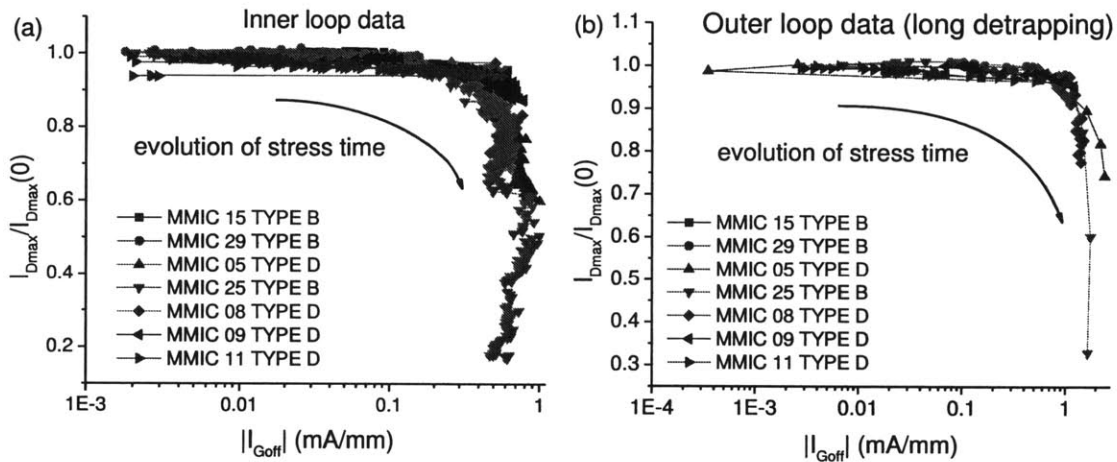 (a)
Inner loop data
I_Dmax/I_Dmax(0)
1.0
0.8
0.6
0.4
0.2
evolution of stress time
MMIC 15 TYPE B
MMIC 29 TYPE B
MMIC 05 TYPE D
MMIC 25 TYPE B
MMIC 08 TYPE D
MMIC 09 TYPE D
MMIC 11 TYPE D
1E-3
0.01
0.1
1
|I_Goff| (mA/mm)
(b)
Outer loop data (long detrapping)
I_Dmax/I_Dmax(0)
1.1
1.0
0.9
0.8
0.7
0.6
0.5
0.4
0.3
evolution of stress time
MMIC 15 TYPE B
MMIC 29 TYPE B
MMIC 05 TYPE D
MMIC 25 TYPE B
MMIC 08 TYPE D
MMIC 09 TYPE D
MMIC 11 TYPE D
1E-4
1E-3
0.01
0.1
1
|I_Goff| (mA/mm)